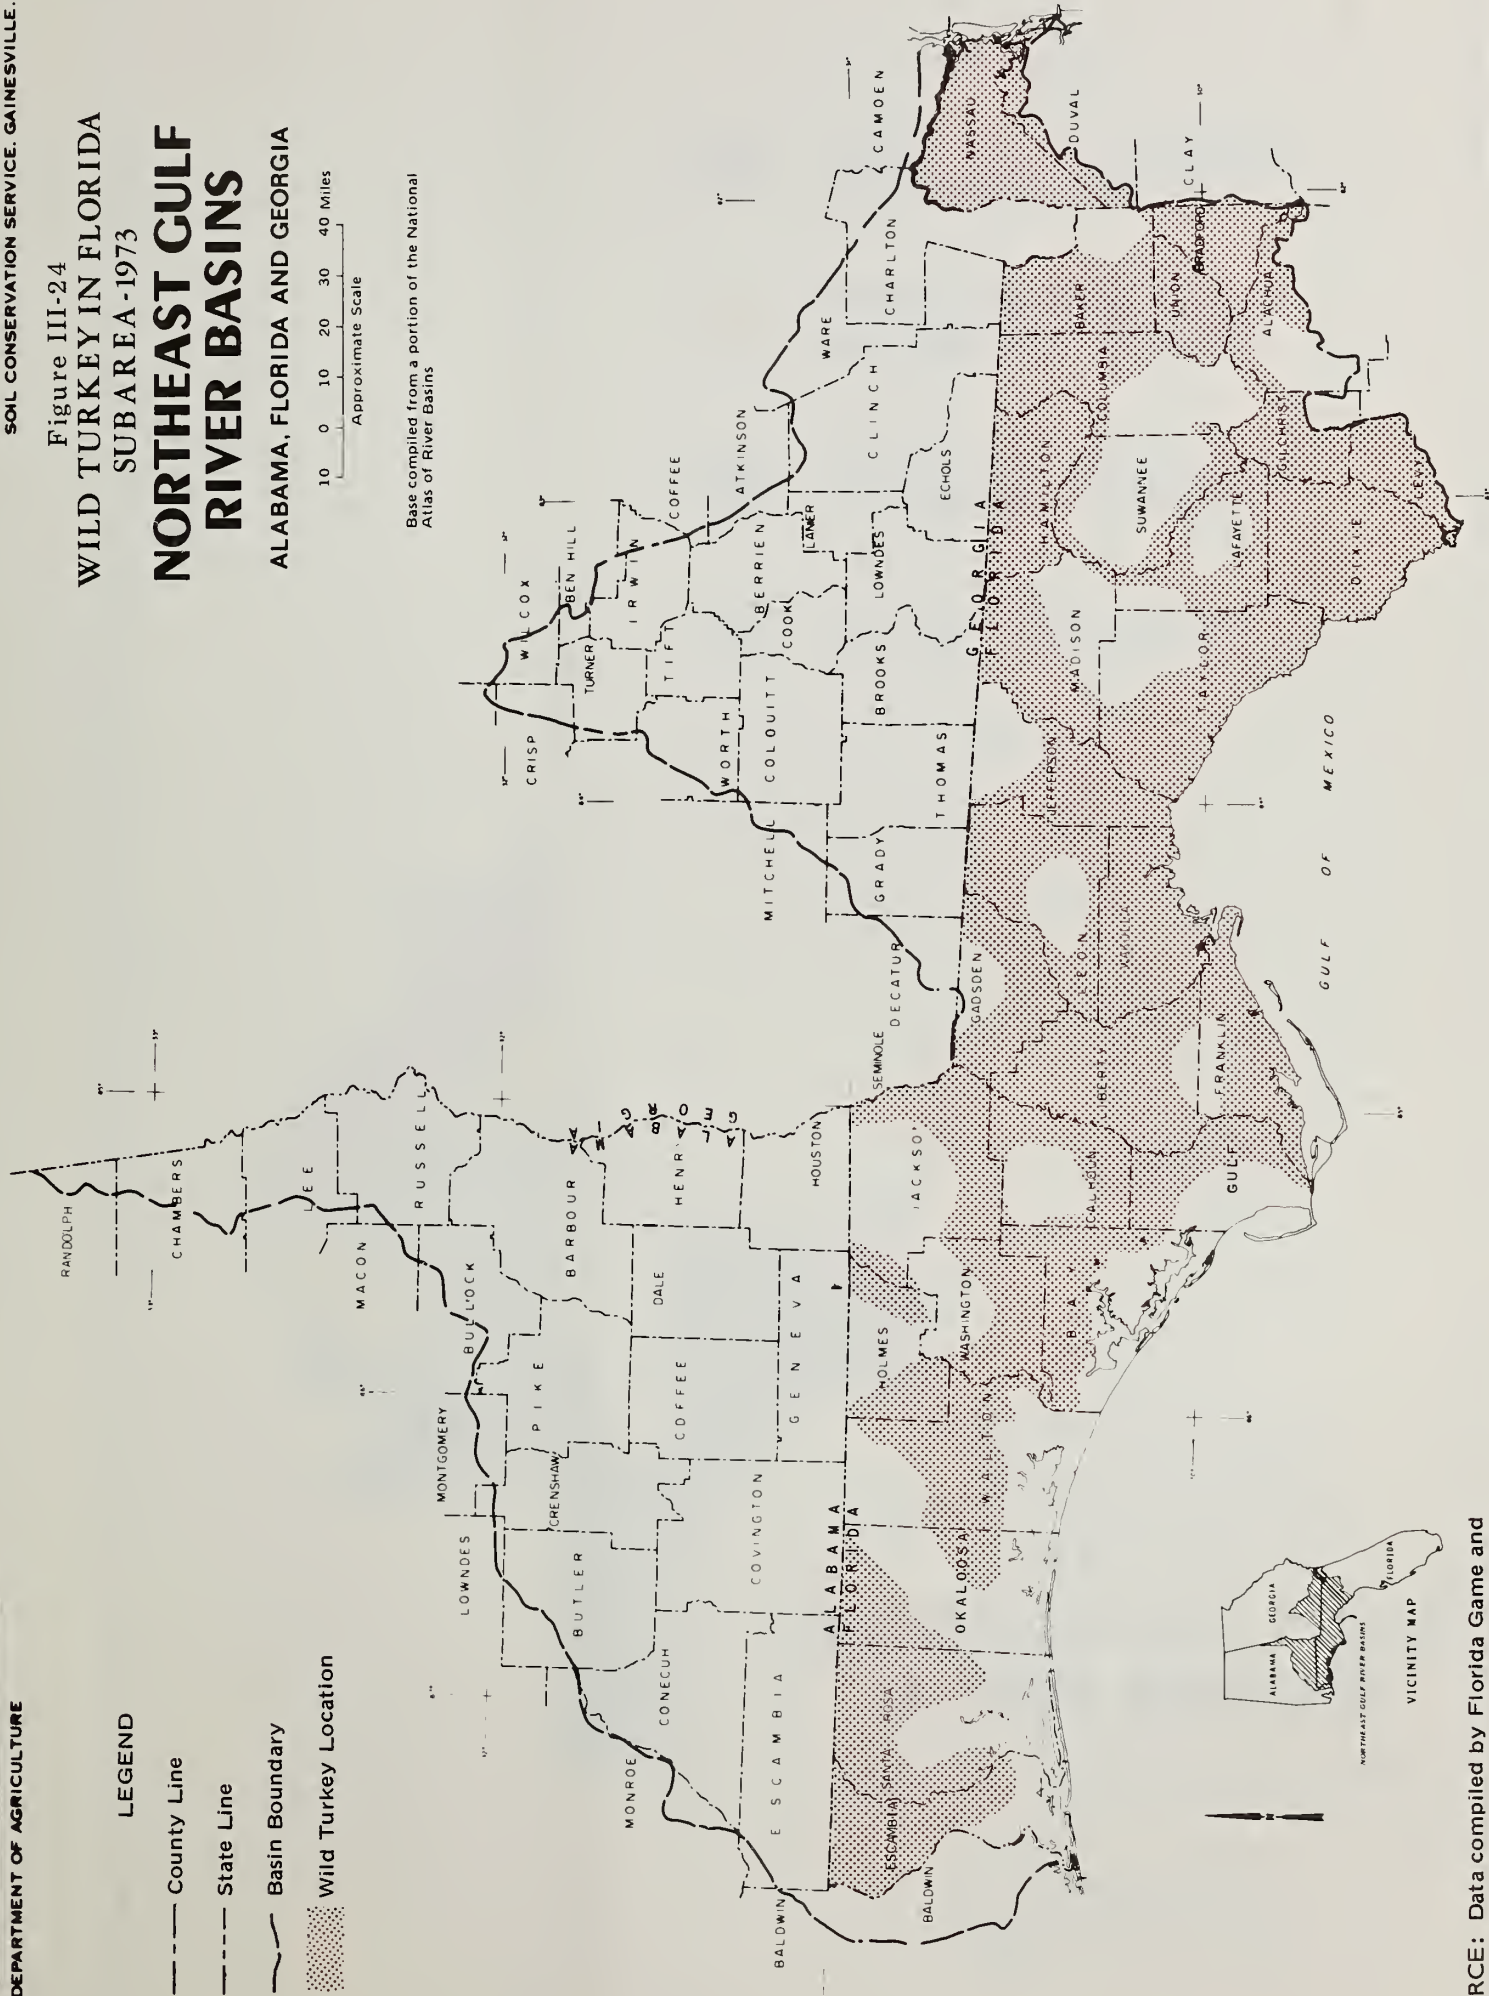 DEPARTMENT OF AGRICULTURE
SOIL CONSERVATION SERVICE. GAINESVILLE.
Figure III-24
WILD TURKEY IN FLORIDA
SUBAREA-1973
NORTHEAST GULF
RIVER BASINS
ALABAMA, FLORIDA AND GEORGIA
10 0 10 20 30 40 Miles
Approximate Scale
Base compiled from a portion of the National
Atlas of River Basins
LEGEND
County Line
State Line
Basin Boundary
Wild Turkey Location
RANDOLPH
CHAMBERS
LEE
MACON
RUSSELL
BULLOCK
MONTGOMERY
LOWNDES
PIKE
BARBOUR
CRENSHAW
BUTLER
DALE
HENRY
COFFEE
CONECUH
MONROE
COVINGTON
GENEVA
HOUSTON
ESCAMBIA
BALDWIN
BALDWIN
ALABAMA
FLORIDA
ALABAMA
GEORGIA
WILCOX
CRISP
BEN HILL
TURNER
IRWIN
TIFT
COFFEE
WORTH
ATKINSON
BERRIEN
COOK
COLQUITT
MITCHELL
LANIER
WARE
CLINCH
LOWNDES
BROOKS
THOMAS
GRADY
DECATUR
SEMINOLE
ECHOLS
CHARLTON
CAMDEN
GEORGIA
FLORIDA
ESCAMBIA
SANTA ROSA
OKALOOSA
WALTON
HOLMES
WASHINGTON
BAY
JACKSO
CALHOUN
GULF
GADSDEN
LIBERTY
FRANKLIN
LEON
WAKULLA
JEFFERSON
MADISON
TAYLOR
HAMILTON
SUWANNEE
LAFAYETTE
DIXIE
COLUMBIA
GILCHRIST
LEVY
BAKER
UNION
BRADFORD
ALACHUA
NASSAU
DUVAL
CLAY
GULF OF MEXICO
ALABAMA
GEORGIA
FLORIDA
NORTHEAST GULF RIVER BASINS
VICINITY MAP
N
RCE: Data compiled by Florida Game and